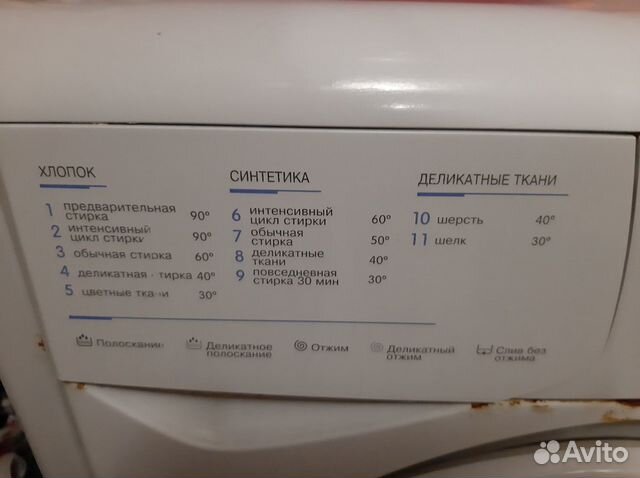 ХЛОПОК
1 предварительная
стирка 90°
2 интенсивный
цикл стирки 90°
3 обычная стирка 60°
4 деликатная тирка 40°
5 цветные тка и 30°
СИНТЕТИКА
6 интенсивный
цикл стирки 60°
7 обычная
стирка 50°
8 деликатные
ткани 40°
9 повседневная
стирка 30 мин 30°
ДЕЛИКАТНЫЕ ТКАНИ
10 шерсть 40°
11 шелк 30°
Полоскание
Деликатное
полоскание
Отжим
Деликатный
отжим
Слив без
отжима
Avito